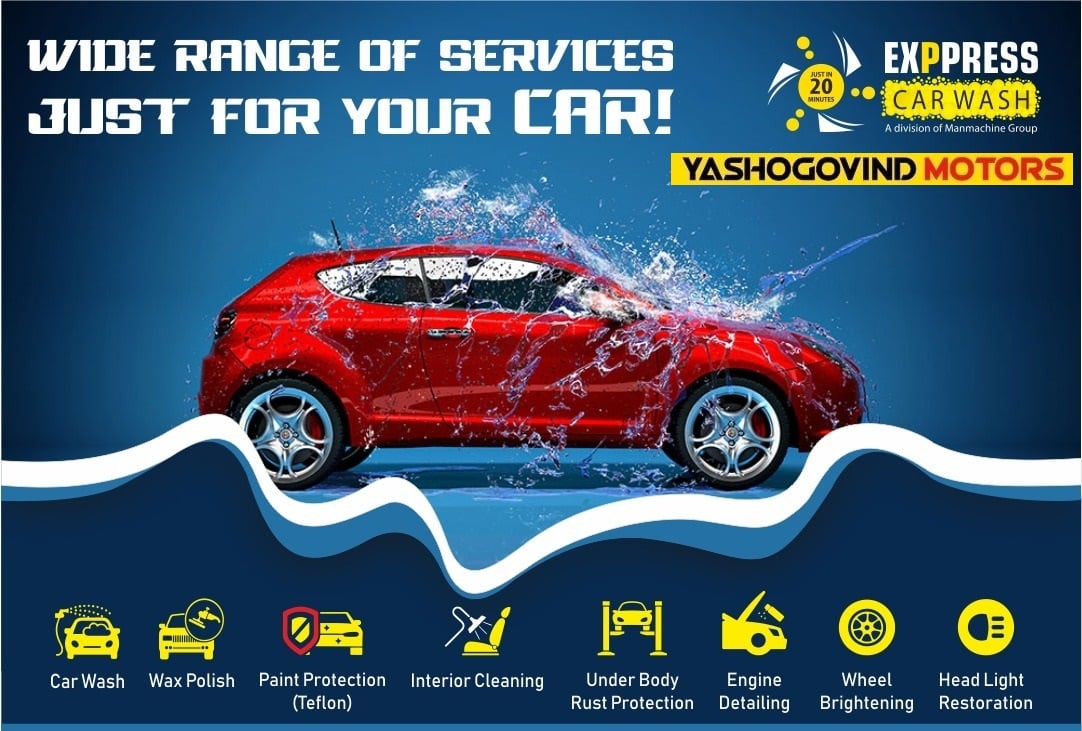 WIDE RANGE OF SERVICES
JUST FOR YOUR CAR!
JUST IN
20
MINUTES
EXPPRESS
CAR WASH
A division of Manmachine Group
YASHOGOVIND MOTORS
Car Wash
Wax Polish
Paint Protection
(Teflon)
Interior Cleaning
Under Body
Rust Protection
Engine
Detailing
Wheel
Brightening
Head Light
Restoration